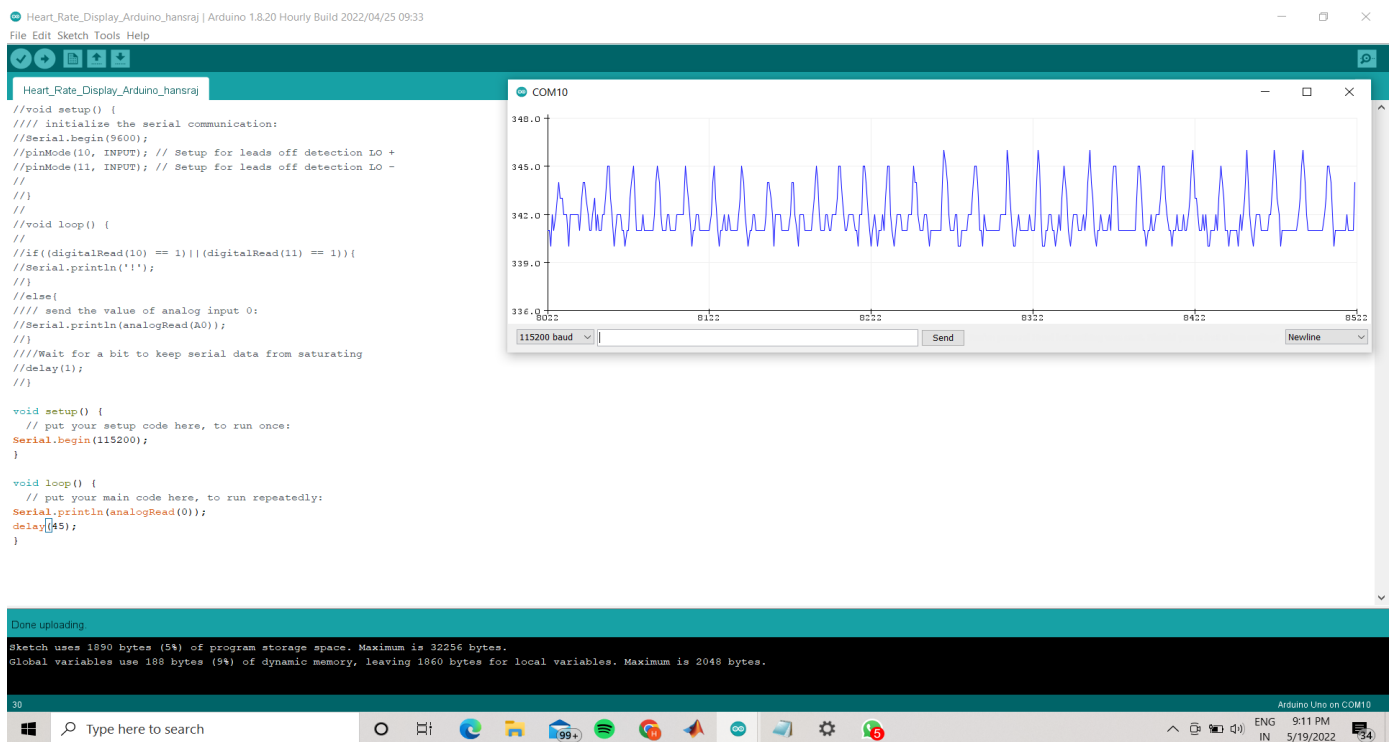 Heart_Rate_Display_Arduino_hansraj | Arduino 1.8.20 Hourly Build 2022/04/25 09:33
File Edit Sketch Tools Help
Heart_Rate_Display_Arduino_hansraj
//void setup() {
//// initialize the serial communication:
//Serial.begin(9600);
//pinMode(10, INPUT); // Setup for leads off detection LO +
//pinMode(11, INPUT); // Setup for leads off detection LO -
//
//}
//
//void loop() {
//
//if((digitalRead(10) == 1)||(digitalRead(11) == 1)){
//Serial.println('!');
//}
//else{
//// send the value of analog input 0:
//Serial.println(analogRead(A0));
//}
////Wait for a bit to keep serial data from saturating
//delay(1);
//}
void setup() {
// put your setup code here, to run once:
Serial.begin(115200);
}
void loop() {
// put your main code here, to run repeatedly:
Serial.println(analogRead(0));
delay(45);
}
COM10
348.0
345.0
342.0
339.0
336.0
8022 8122 8222 8322 8422 8522
115200 baud Send Newline
Done uploading.
Sketch uses 1890 bytes (5%) of program storage space. Maximum is 32256 bytes.
Global variables use 188 bytes (9%) of dynamic memory, leaving 1860 bytes for local variables. Maximum is 2048 bytes.
30 Arduino Uno on COM10
Type here to search 99+ H 5 ENG 9:11 PM
IN 5/19/2022 34